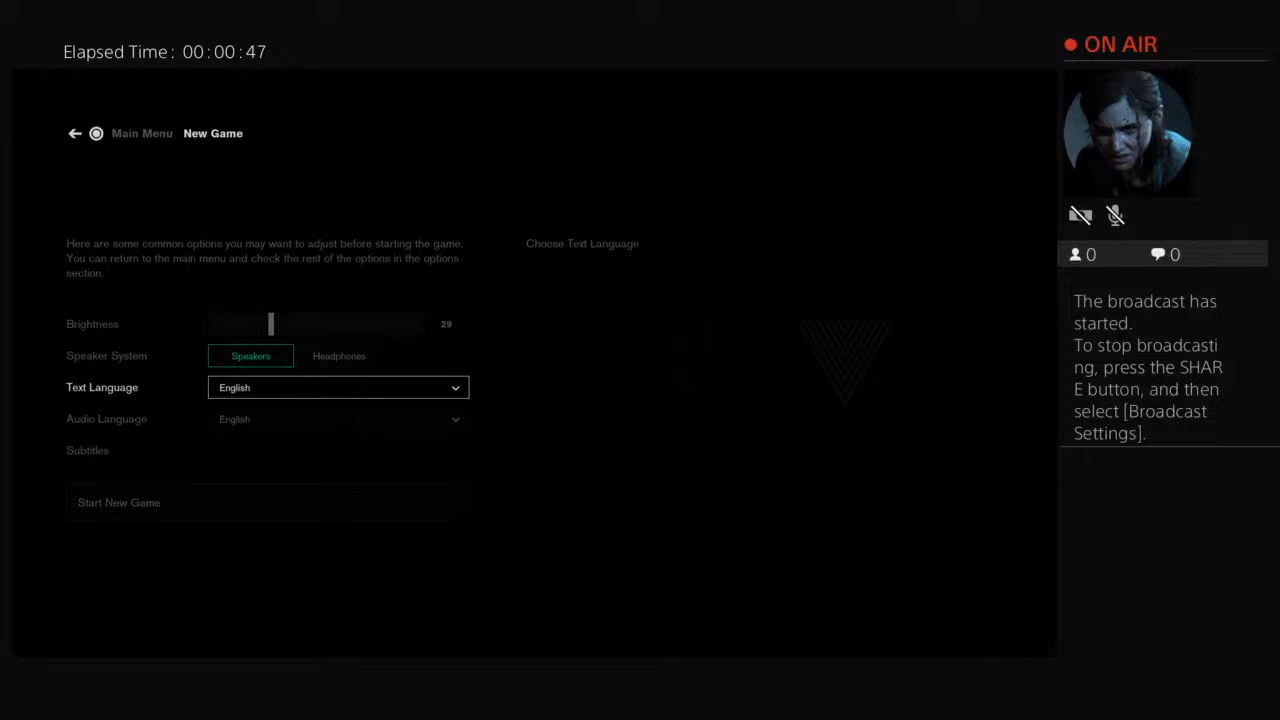 Elapsed Time: 00:00:47
ON AIR
Main Menu New Game
0 0
Here are some common options you may want to adjust before starting the game.
You can return to the main menu and check the rest of the options in the options
section.
Choose Text Language
Brightness 29
Speaker System Speakers Headphones
Text Language English
Audio Language English
Subtitles
Start New Game
The broadcast has
started.
To stop broadcasti
ng, press the SHAR
E button, and then
select [Broadcast
Settings].